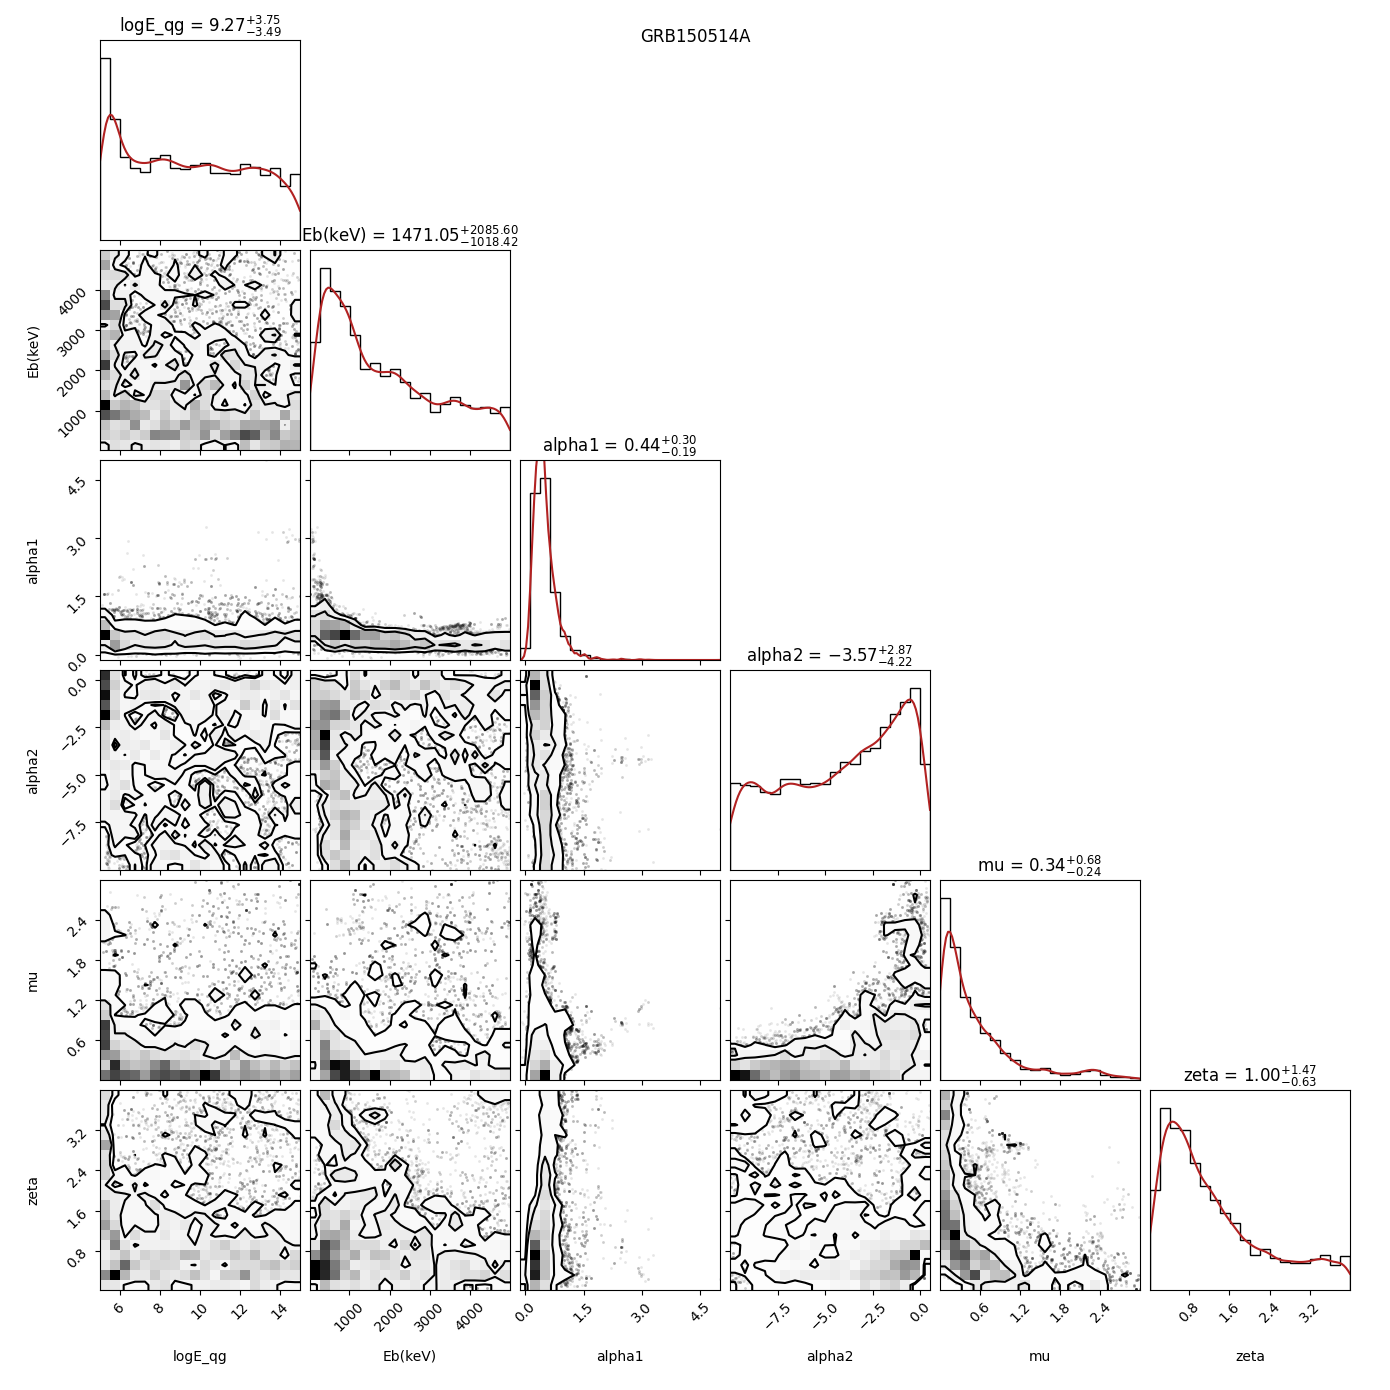 GRB150514A
logE_qg = 9.27+3.75−3.49
Eb(keV) = 1471.05+2085.60−1018.42
alpha1 = 0.44+0.30−0.19
alpha2 = −3.57+2.87−4.22
mu = 0.34+0.68−0.24
zeta = 1.00+1.47−0.63
Eb(keV)
4000
3000
2000
1000
alpha1
4.5
3.0
1.5
0.0
alpha2
0.0
−2.5
−5.0
−7.5
mu
2.4
1.8
1.2
0.6
zeta
3.2
2.4
1.6
0.8
6 8 10 12 14
1000 2000 3000 4000
0.0 1.5 3.0 4.5
−7.5 −5.0 −2.5 0.0
0.6 1.2 1.8 2.4
0.8 1.6 2.4 3.2
logE_qg Eb(keV) alpha1 alpha2 mu zeta